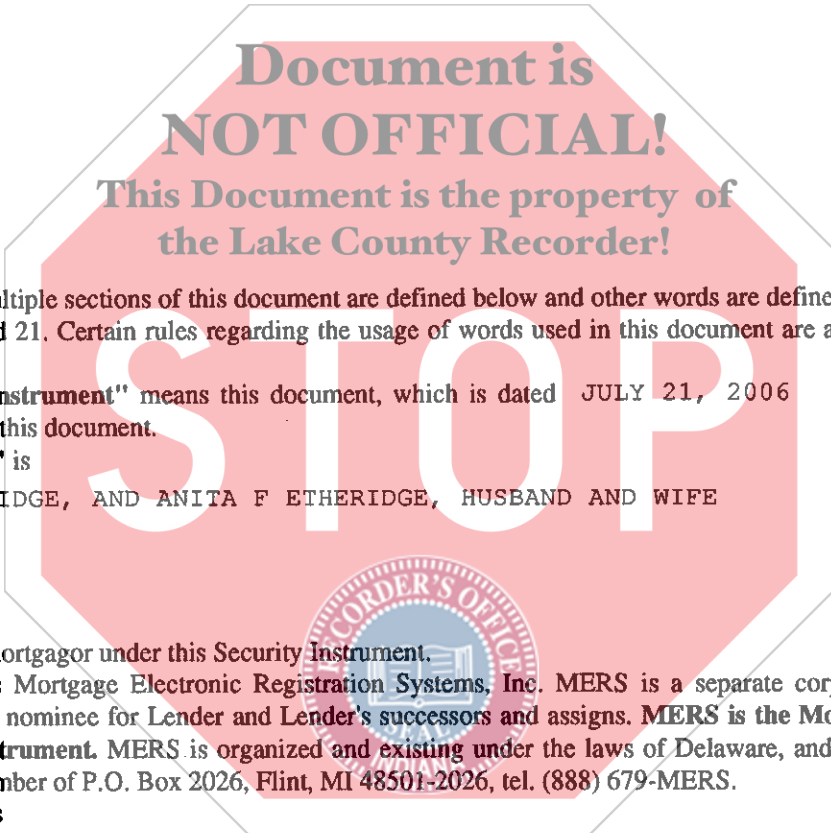 Document is
NOT OFFICIAL!
This Document is the property of
the Lake County Recorder!
ltiple sections of this document are defined below and other words are define
21. Certain rules regarding the usage of words used in this document are a
STOP
nstrument" means this document, which is dated JULY 21, 2006
this document.
" is
IDGE, AND ANITA F ETHERIDGE, HUSBAND AND WIFE
RECORDER'S OFFICE
SEAL
INDIANA
ortgagor under this Security Instrument.
Mortgage Electronic Registration Systems, Inc. MERS is a separate cor
nominee for Lender and Lender's successors and assigns. MERS is the Mo
trument. MERS is organized and existing under the laws of Delaware, and
nber of P.O. Box 2026, Flint, MI 48501-2026, tel. (888) 679-MERS.